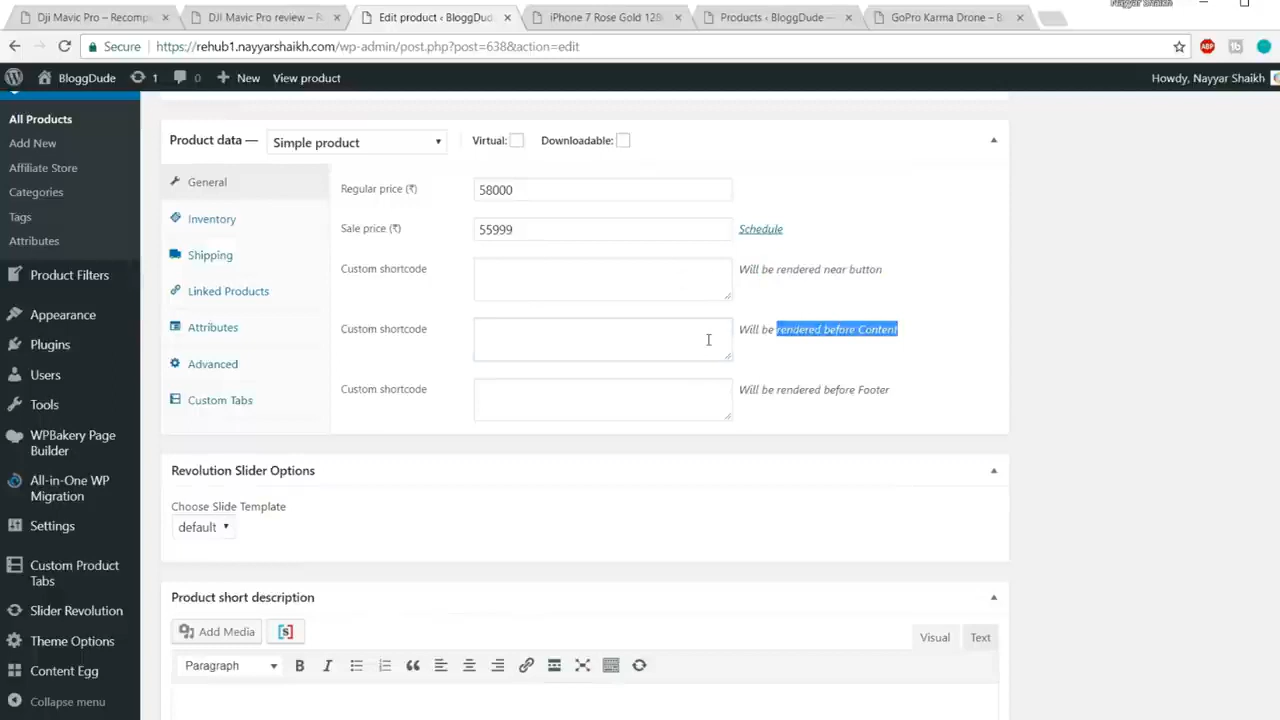 Dji Mavic Pro – Recomp
DJI Mavic Pro review – R
Edit product ‹ BloggDud
iPhone 7 Rose Gold 128
Products ‹ BloggDude —
GoPro Karma Drone – B
Nayyar Shaikh
Secure
https://rehub1.nayyarshaikh.com/wp-admin/post.php?post=638&action=edit
ABP
BloggDude
1
0
New
View product
Howdy, Nayyar Shaikh
All Products
Add New
Affiliate Store
Categories
Tags
Attributes
Product Filters
Appearance
Plugins
Users
Tools
WPBakery Page
Builder
All-in-One WP
Migration
Settings
Custom Product
Tabs
Slider Revolution
Theme Options
Content Egg
Collapse menu
Product data —
Simple product
Virtual:
Downloadable:
General
Inventory
Shipping
Linked Products
Attributes
Advanced
Custom Tabs
Regular price (₹)
58000
Sale price (₹)
55999
Schedule
Custom shortcode
Will be rendered near button
Custom shortcode
Will be rendered before Content
Custom shortcode
Will be rendered before Footer
Revolution Slider Options
Choose Slide Template
default
Product short description
Add Media
[S]
Visual
Text
Paragraph
B
I